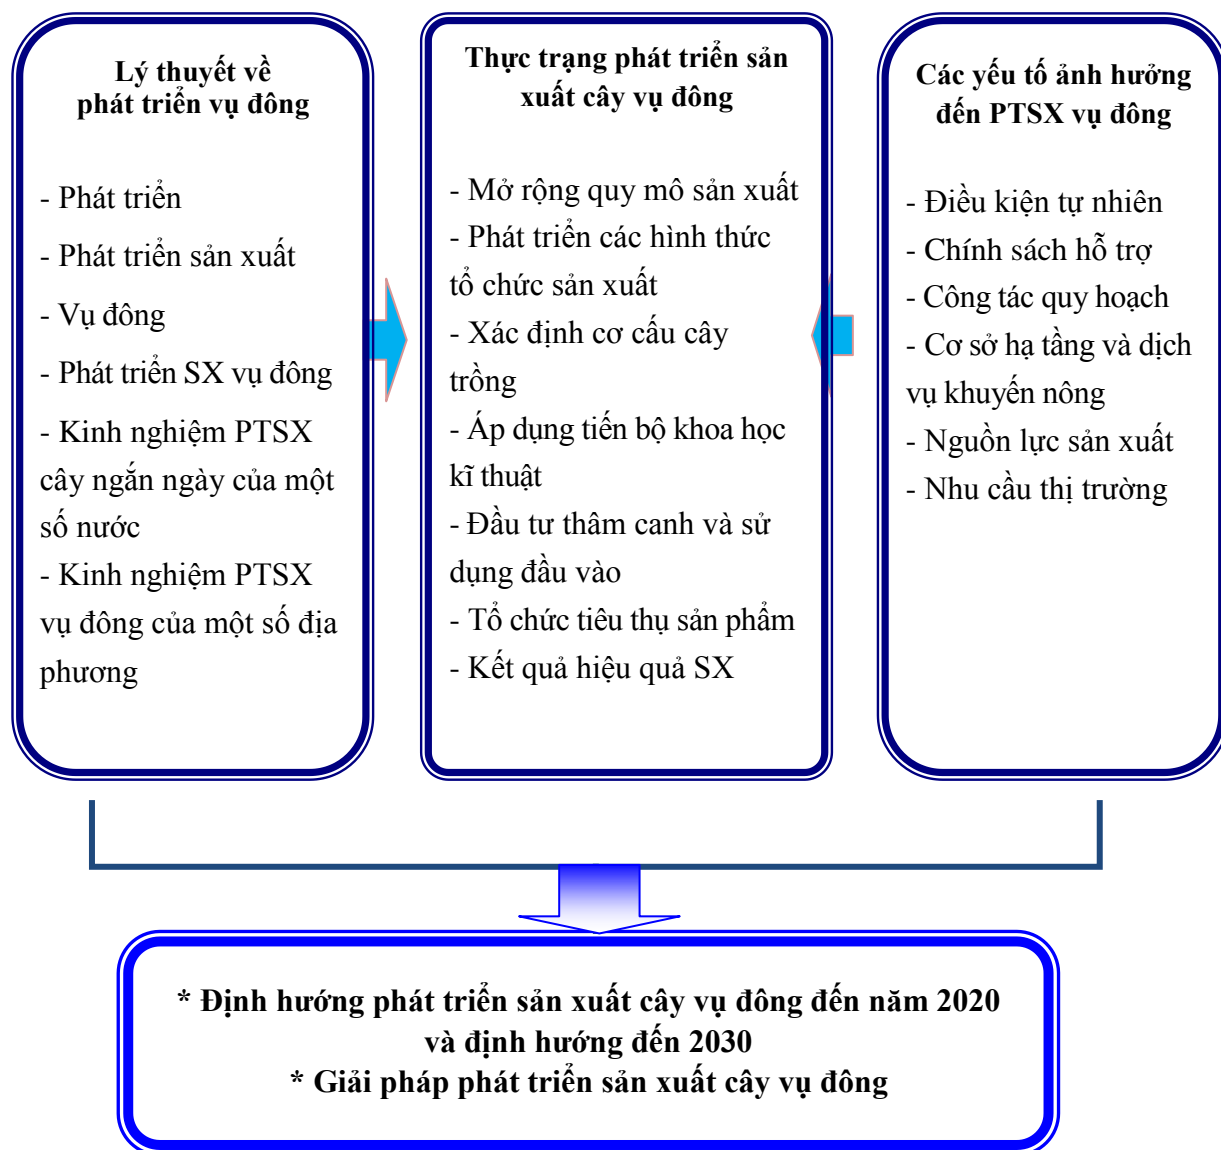 Lý thuyết về
phát triển vụ đông
- Phát triển
- Phát triển sản xuất
- Vụ đông
- Phát triển SX vụ đông
- Kinh nghiệm PTSX
cây ngắn ngày của một
số nước
- Kinh nghiệm PTSX
vụ đông của một số địa
phương
Thực trạng phát triển sản
xuất cây vụ đông
- Mở rộng quy mô sản xuất
- Phát triển các hình thức
tổ chức sản xuất
- Xác định cơ cấu cây
trồng
- Áp dụng tiến bộ khoa học
kĩ thuật
- Đầu tư thâm canh và sử
dụng đầu vào
- Tổ chức tiêu thụ sản phẩm
- Kết quả hiệu quả SX
Các yếu tố ảnh hưởng
đến PTSX vụ đông
- Điều kiện tự nhiên
- Chính sách hỗ trợ
- Công tác quy hoạch
- Cơ sở hạ tầng và dịch
vụ khuyến nông
- Nguồn lực sản xuất
- Nhu cầu thị trường
* Định hướng phát triển sản xuất cây vụ đông đến năm 2020
và định hướng đến 2030
* Giải pháp phát triển sản xuất cây vụ đông